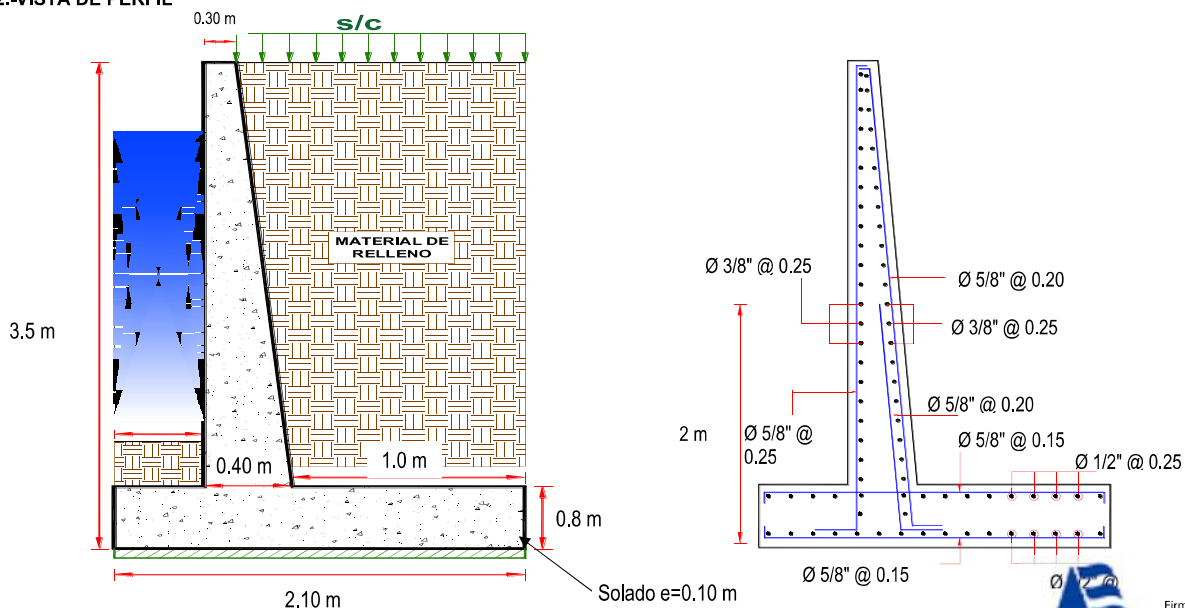 2.-VISTA DE PERFIL
0.30 m
s/c
MATERIAL DE
RELLENO
3.5 m
0.40 m
1.0 m
0.8 m
2,10 m
Solado e=0.10 m
Ø 3/8" @ 0.25
Ø 5/8" @ 0.20
Ø 3/8" @ 0.25
2 m
Ø 5/8" @
0.25
Ø 5/8" @ 0.20
Ø 5/8" @ 0.15
Ø 1/2" @ 0.25
Ø 5/8" @ 0.15
Firm